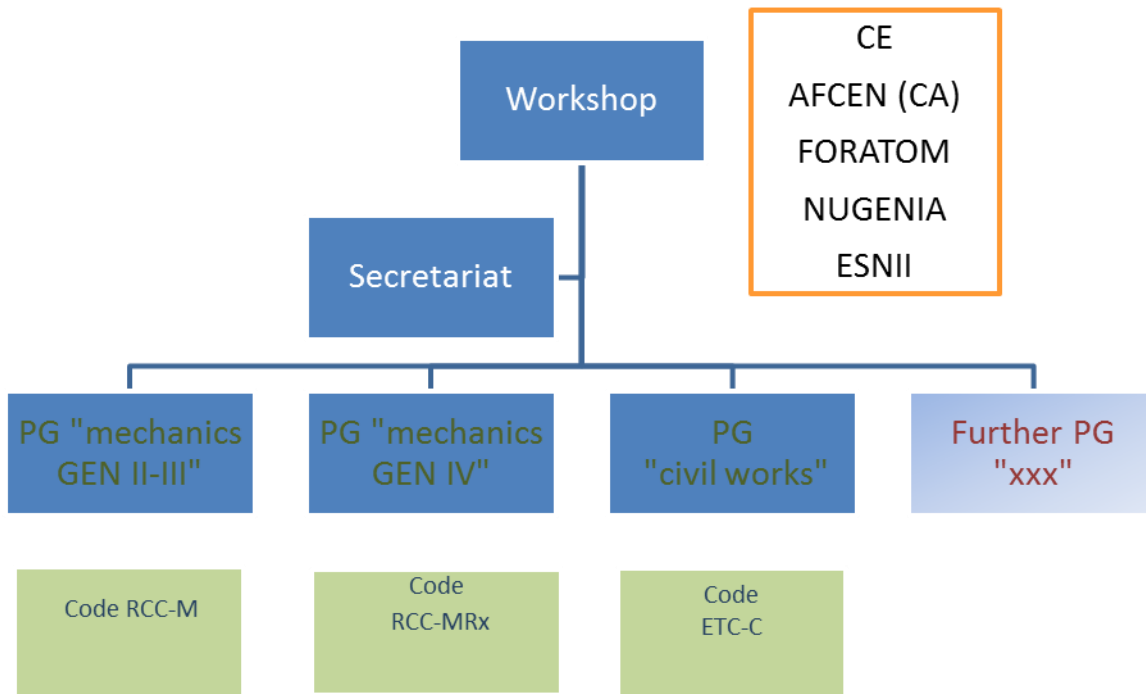 Workshop
CE
AFCEN (CA)
FORATOM
NUGENIA
ESNII
Secretariat
PG "mechanics
GEN II-III"
PG "mechanics
GEN IV"
PG
"civil works"
Further PG
"xxx"
Code RCC-M
Code
RCC-MRx
Code
ETC-C